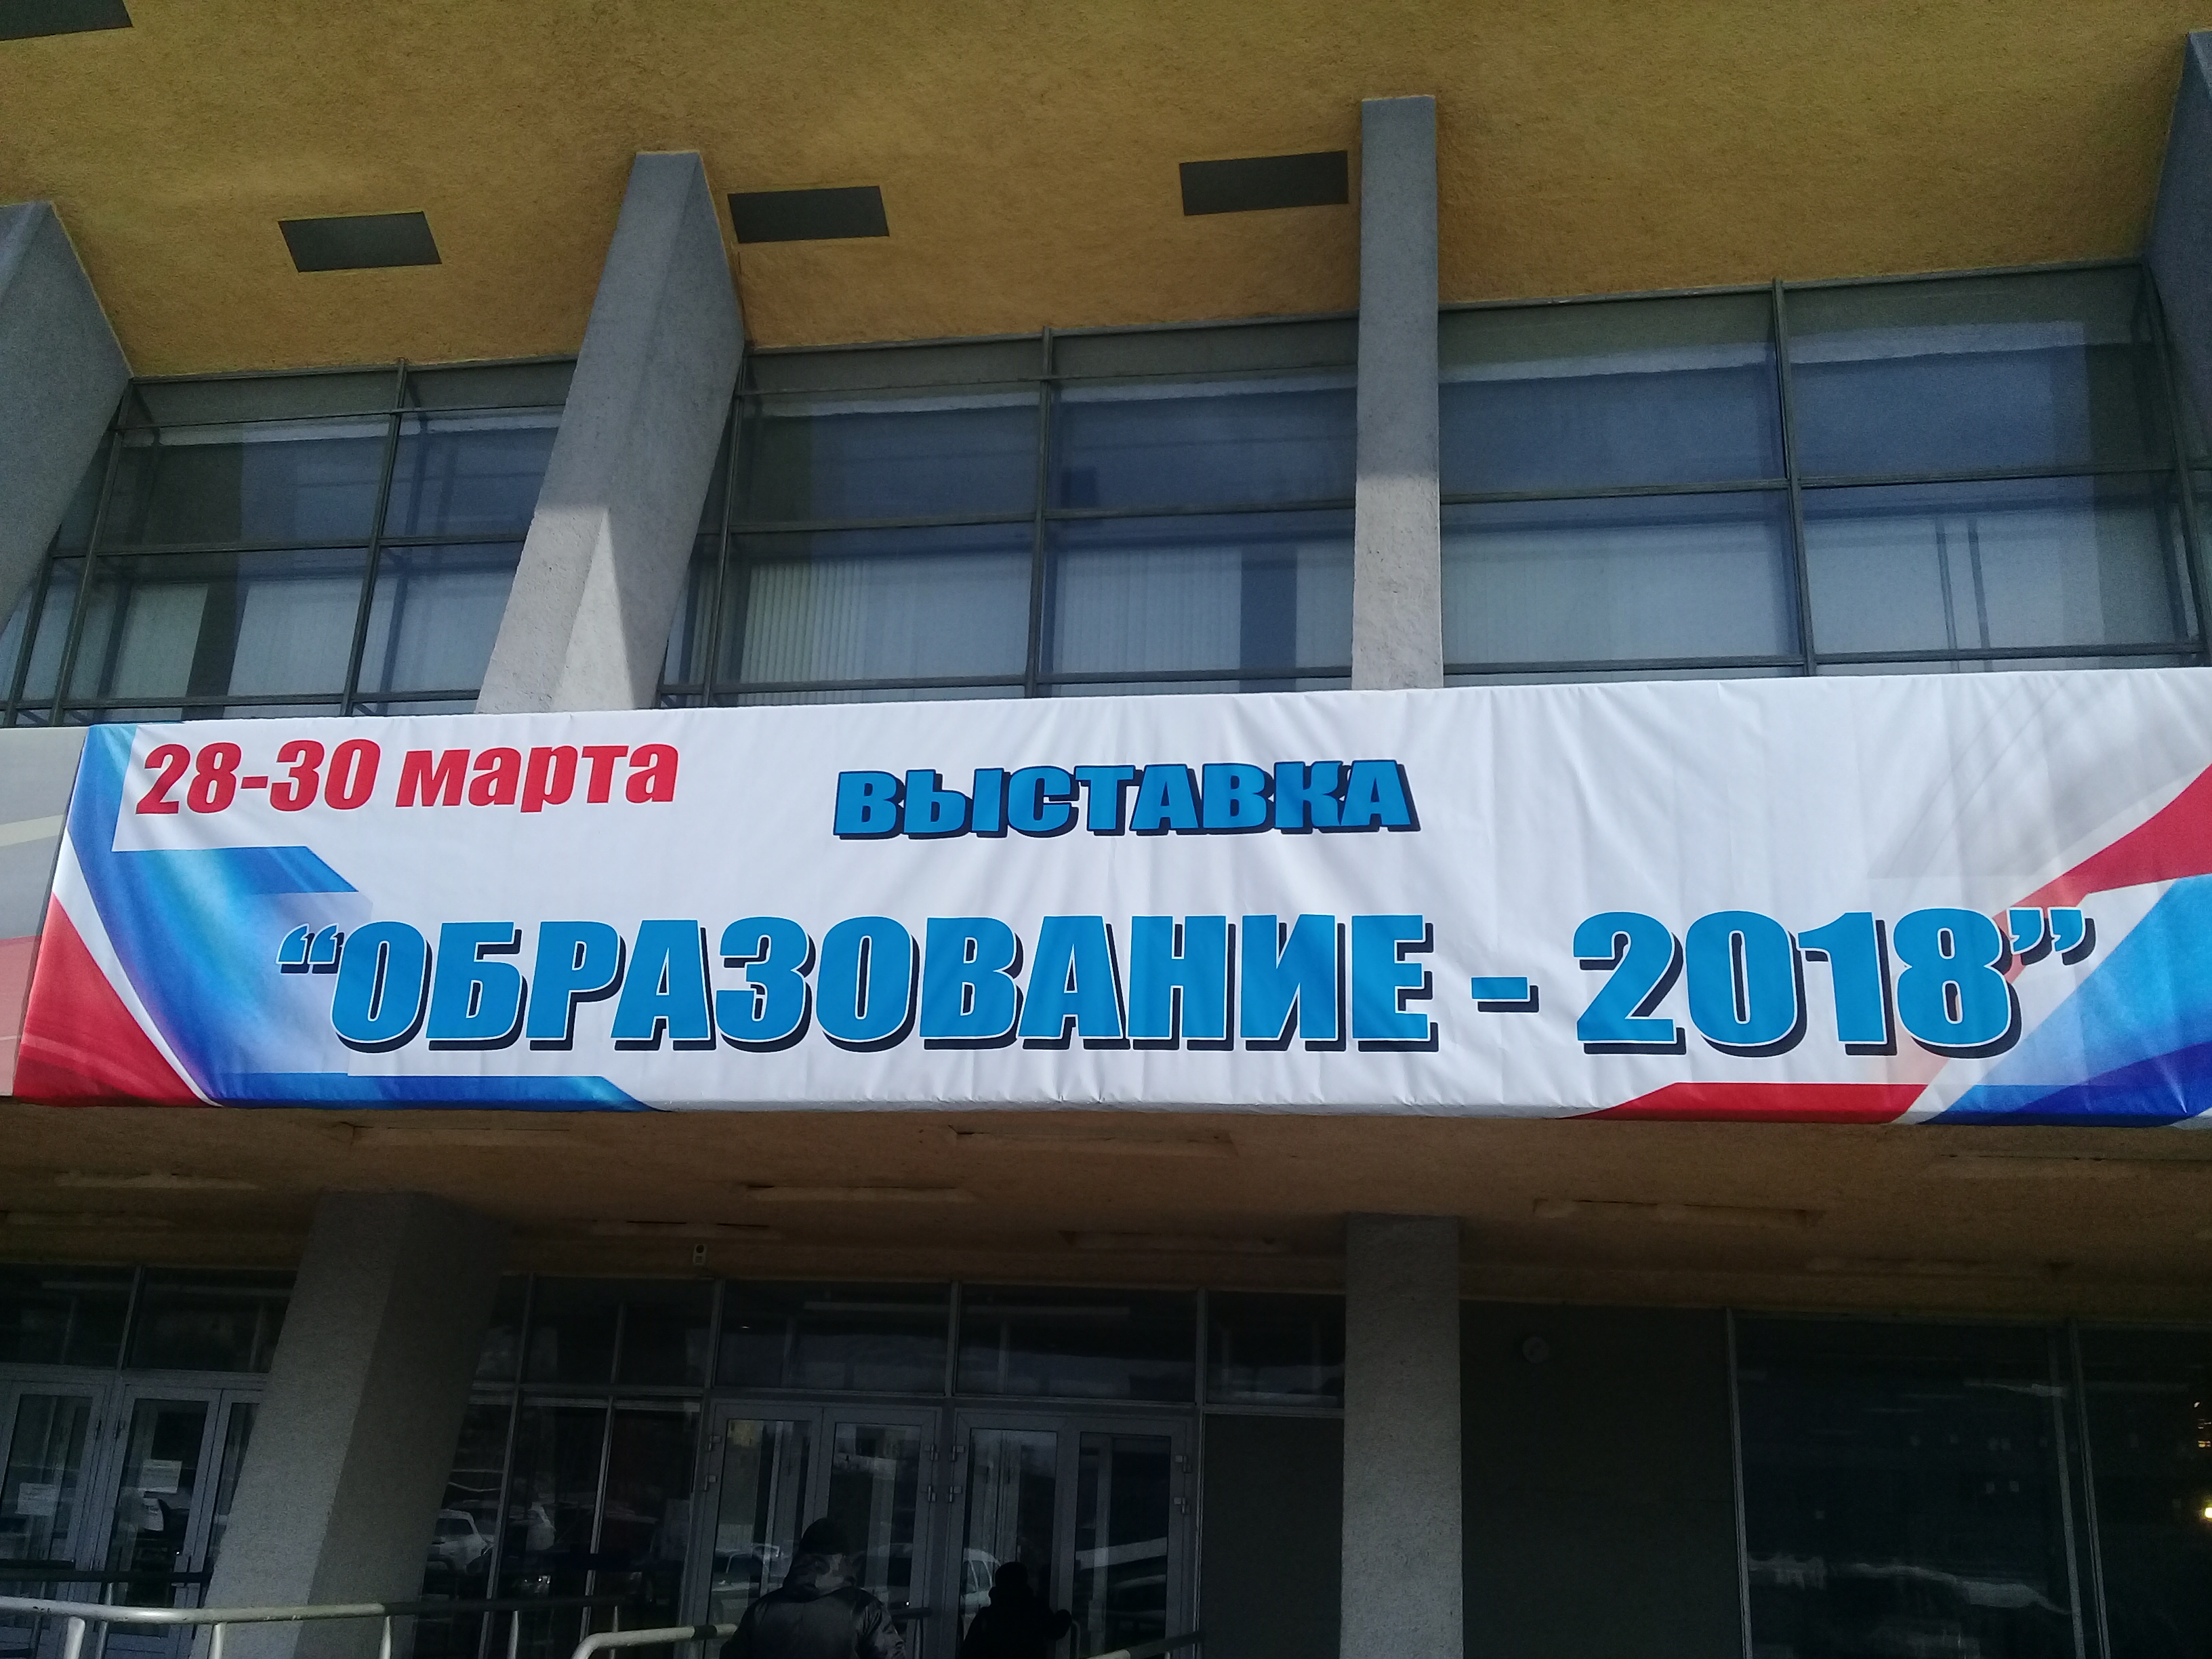 28-30 марта
ВЫСТАВКА
“ОБРАЗОВАНИЕ - 2018”